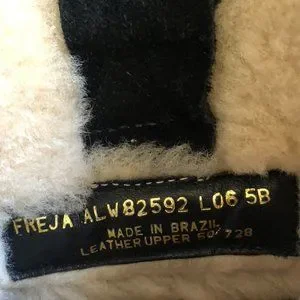 FREJA ALW82592 L06 5B
MADE IN BRAZIL
LEATHER UPPER